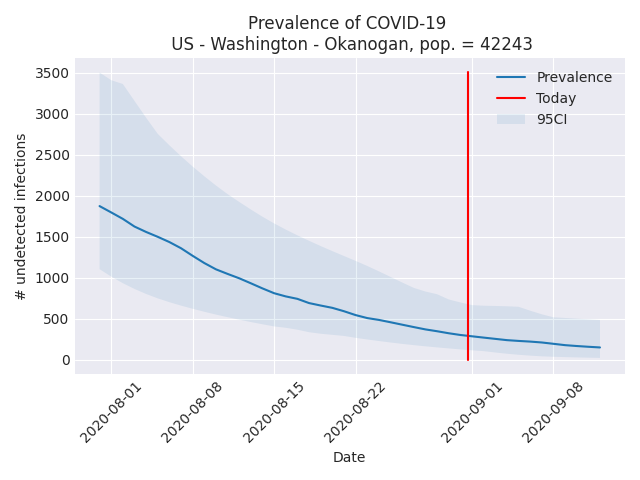 Prevalence of COVID-19
US - Washington - Okanogan, pop. = 42243
Prevalence
Today
95CI
# undetected infections
3500
3000
2500
2000
1500
1000
500
0
2020-08-01
2020-08-08
2020-08-15
2020-08-22
2020-09-01
2020-09-08
Date